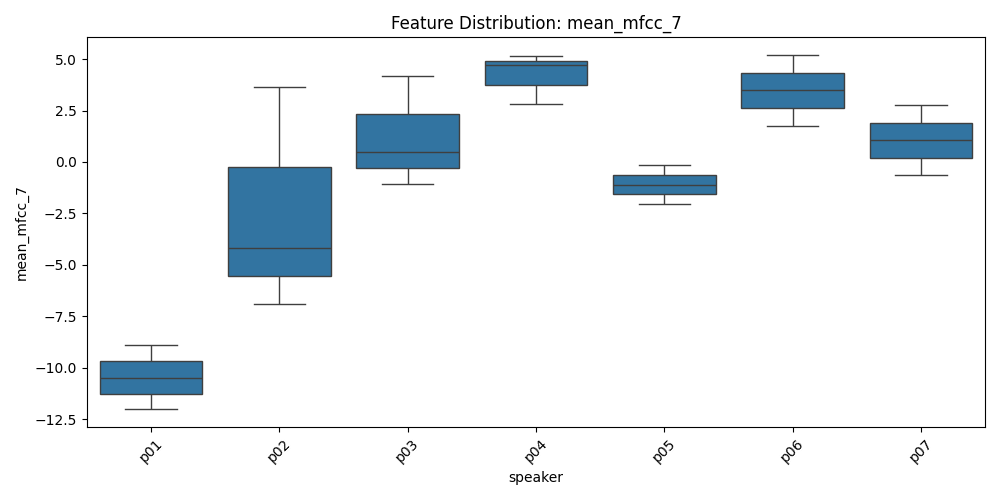 Feature Distribution: mean_mfcc_7
mean_mfcc_7
5.0
2.5
0.0
−2.5
−5.0
−7.5
−10.0
−12.5
p01 p02 p03 p04 p05 p06 p07
speaker